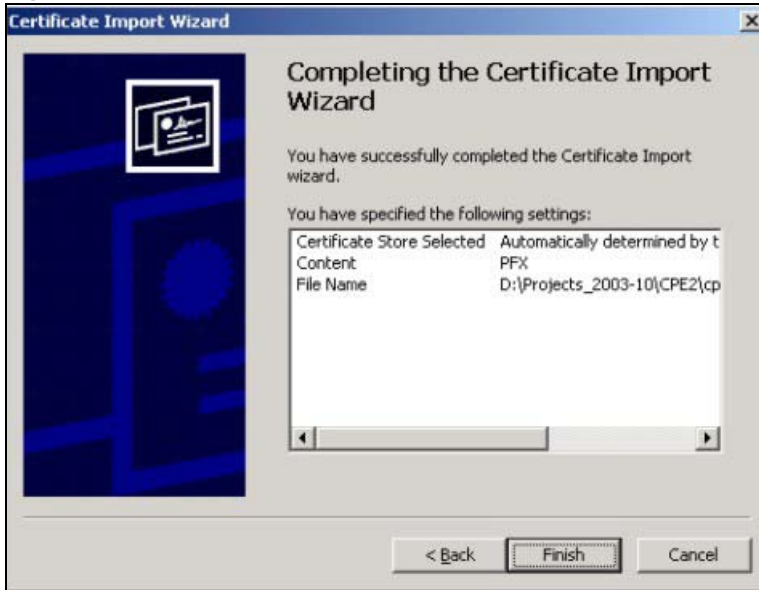 Certificate Import Wizard
Completing the Certificate Import
Wizard
You have successfully completed the Certificate Import
wizard.
You have specified the following settings:
Certificate Store Selected Automatically determined by t
Content PFX
File Name D:\Projects_2003-10\CPE2\cp
< Back Finish Cancel